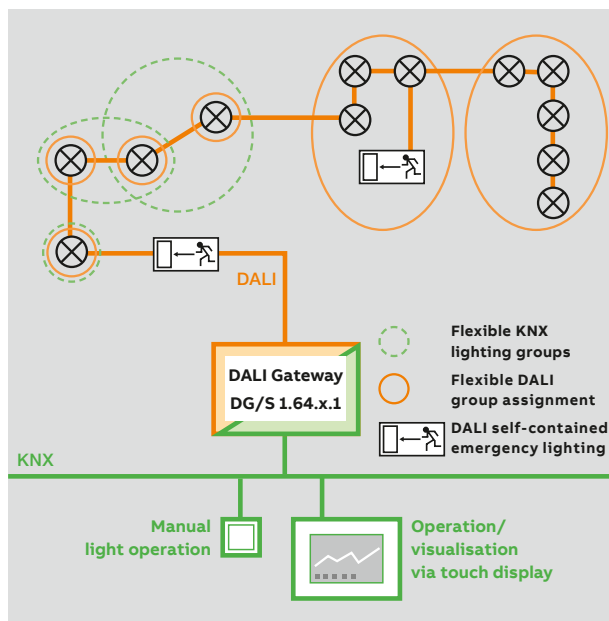 DALI
DALI Gateway
DG/S 1.64.x.1
Flexible KNX
lighting groups
Flexible DALI
group assignment
DALI self-contained
emergency lighting
KNX
Manual
light operation
Operation/
visualisation
via touch display